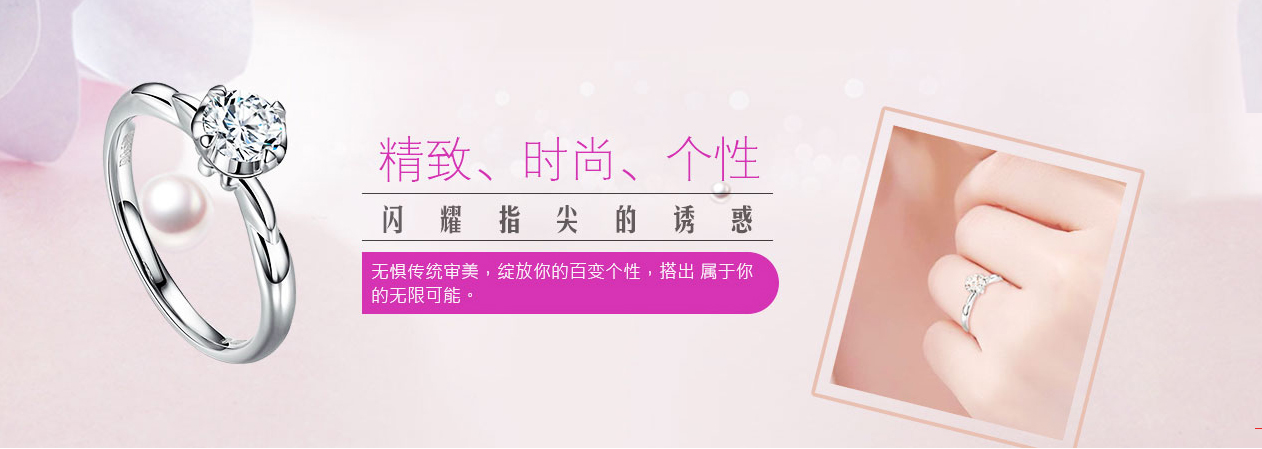 精致、时尚、个性
闪耀指尖的诱惑
无惧传统审美，绽放你的百变个性，搭出 属于你
的无限可能。